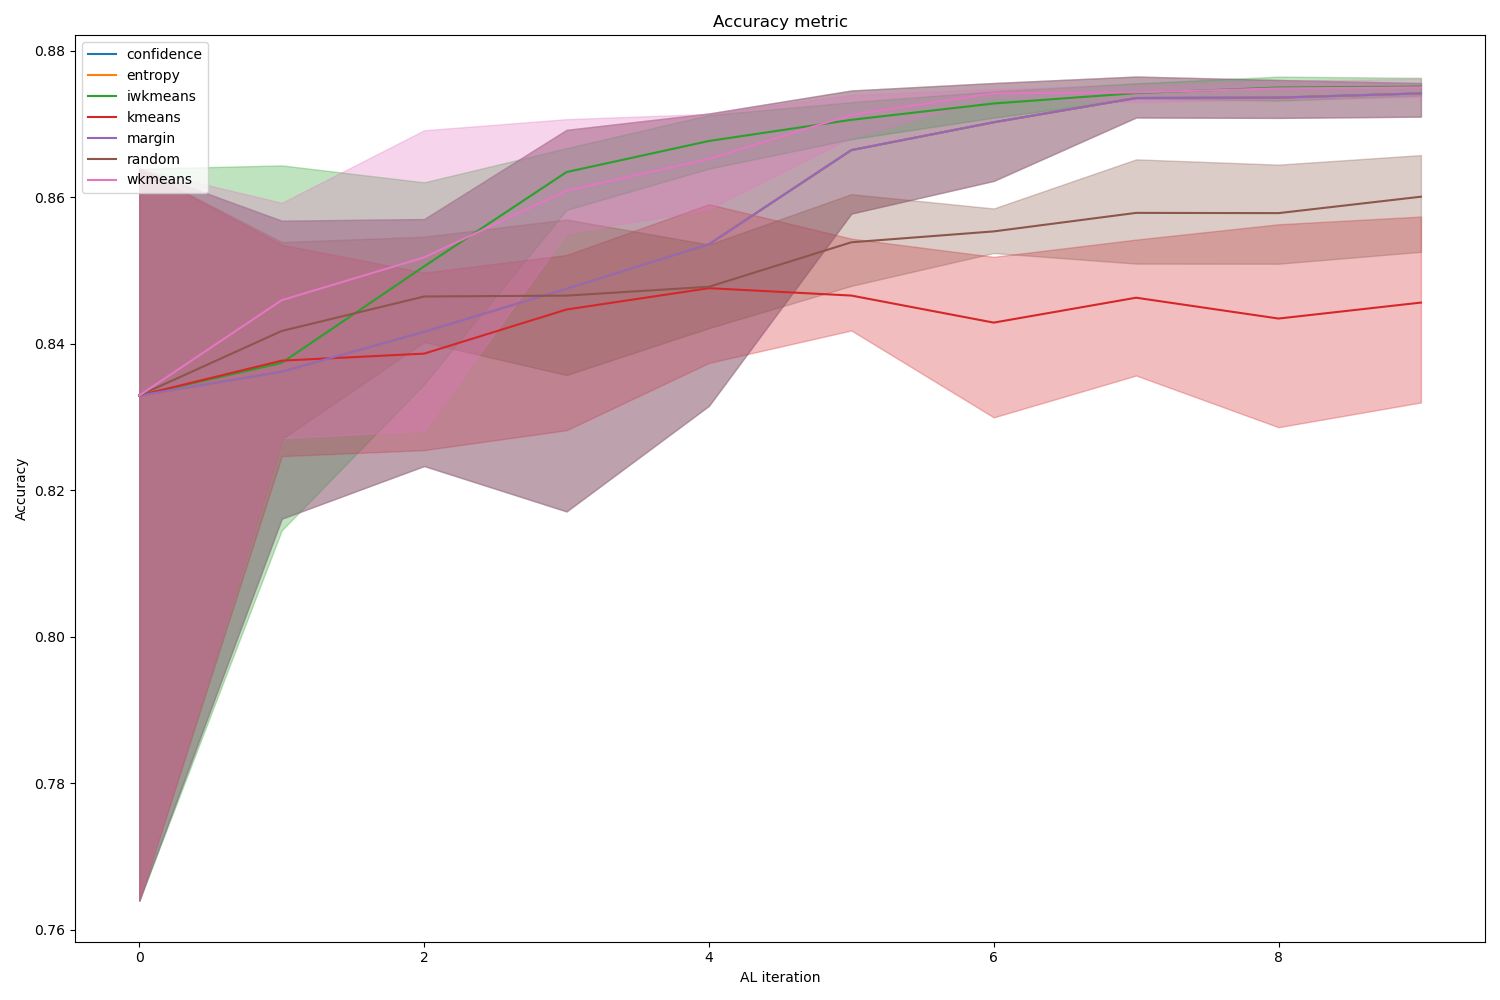 Accuracy metric
confidence
entropy
iwkmeans
kmeans
margin
random
wkmeans
0.88
0.86
0.84
0.82
0.80
0.78
0.76
Accuracy
0 2 4 6 8
AL iteration